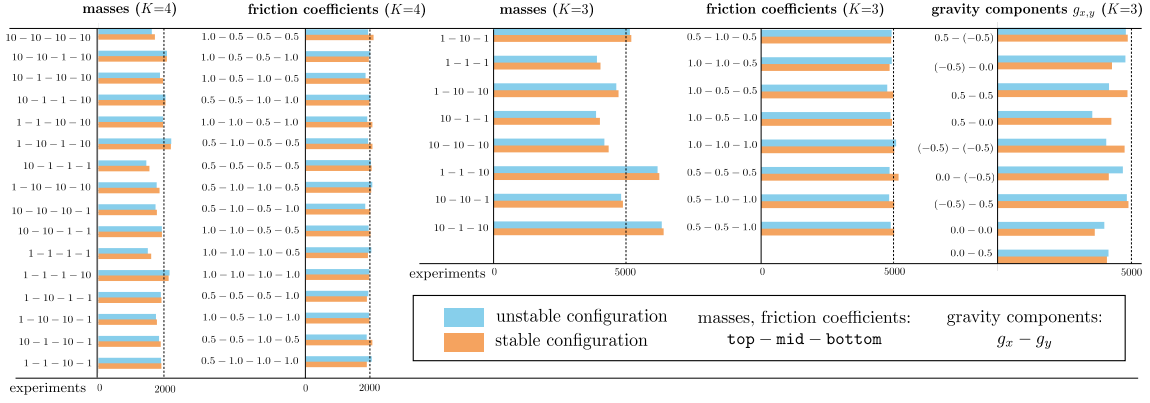 masses (K=4)
10 − 10 − 10 − 10
10 − 10 − 1 − 10
10 − 1 − 10 − 10
10 − 1 − 1 − 10
1 − 1 − 10 − 10
1 − 10 − 1 − 10
10 − 1 − 1 − 1
1 − 10 − 10 − 10
10 − 10 − 10 − 1
10 − 10 − 1 − 1
1 − 1 − 1 − 1
1 − 1 − 1 − 10
1 − 10 − 1 − 1
1 − 10 − 10 − 1
10 − 1 − 10 − 1
1 − 1 − 10 − 1
experiments 0 2000
friction coefficients (K=4)
1.0 − 0.5 − 0.5 − 0.5
1.0 − 0.5 − 0.5 − 1.0
1.0 − 0.5 − 1.0 − 0.5
0.5 − 0.5 − 1.0 − 1.0
1.0 − 0.5 − 1.0 − 1.0
0.5 − 1.0 − 0.5 − 0.5
0.5 − 0.5 − 0.5 − 0.5
0.5 − 1.0 − 1.0 − 0.5
0.5 − 1.0 − 0.5 − 1.0
1.0 − 1.0 − 0.5 − 0.5
1.0 − 1.0 − 0.5 − 1.0
1.0 − 1.0 − 1.0 − 1.0
0.5 − 0.5 − 0.5 − 1.0
1.0 − 0.5 − 1.0 − 1.0
0.5 − 0.5 − 1.0 − 0.5
0.5 − 1.0 − 1.0 − 1.0
0 2000
masses (K=3)
1 − 10 − 1
1 − 1 − 1
1 − 10 − 10
10 − 1 − 1
10 − 10 − 10
1 − 1 − 10
10 − 10 − 1
10 − 1 − 10
experiments 0 5000
friction coefficients (K=3)
0.5 − 1.0 − 0.5
1.0 − 1.0 − 0.5
1.0 − 0.5 − 0.5
1.0 − 0.5 − 1.0
1.0 − 1.0 − 1.0
0.5 − 0.5 − 0.5
0.5 − 1.0 − 1.0
0.5 − 0.5 − 1.0
0 5000
gravity components gx,y (K=3)
0.5 − (−0.5)
(−0.5) − 0.0
0.5 − 0.5
0.5 − 0.0
(−0.5) − (−0.5)
0.0 − (−0.5)
(−0.5) − 0.5
0.0 − 0.0
0.0 − 0.5
5000
unstable configuration
stable configuration
masses, friction coefficients:
top − mid − bottom
gravity components:
gx − gy